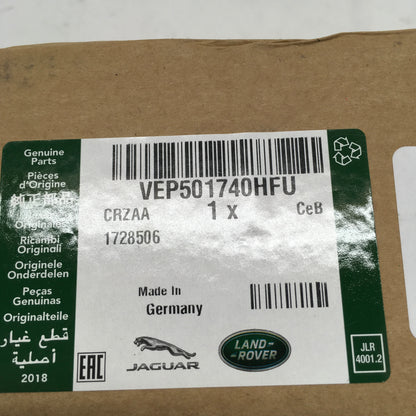 Genuine
Parts
Pièces
d'Origine
Originales
Ricambi
Originali
Originele
Onderdelen
Peças
Genuinas
Originalteile
قطع غيار
أصلية
2018
VEP501740HFU
CRZAA 1 x CeB
1728506
Made In
Germany
EAC
JAGUAR
LAND-
-ROVER
JLR
4001.2